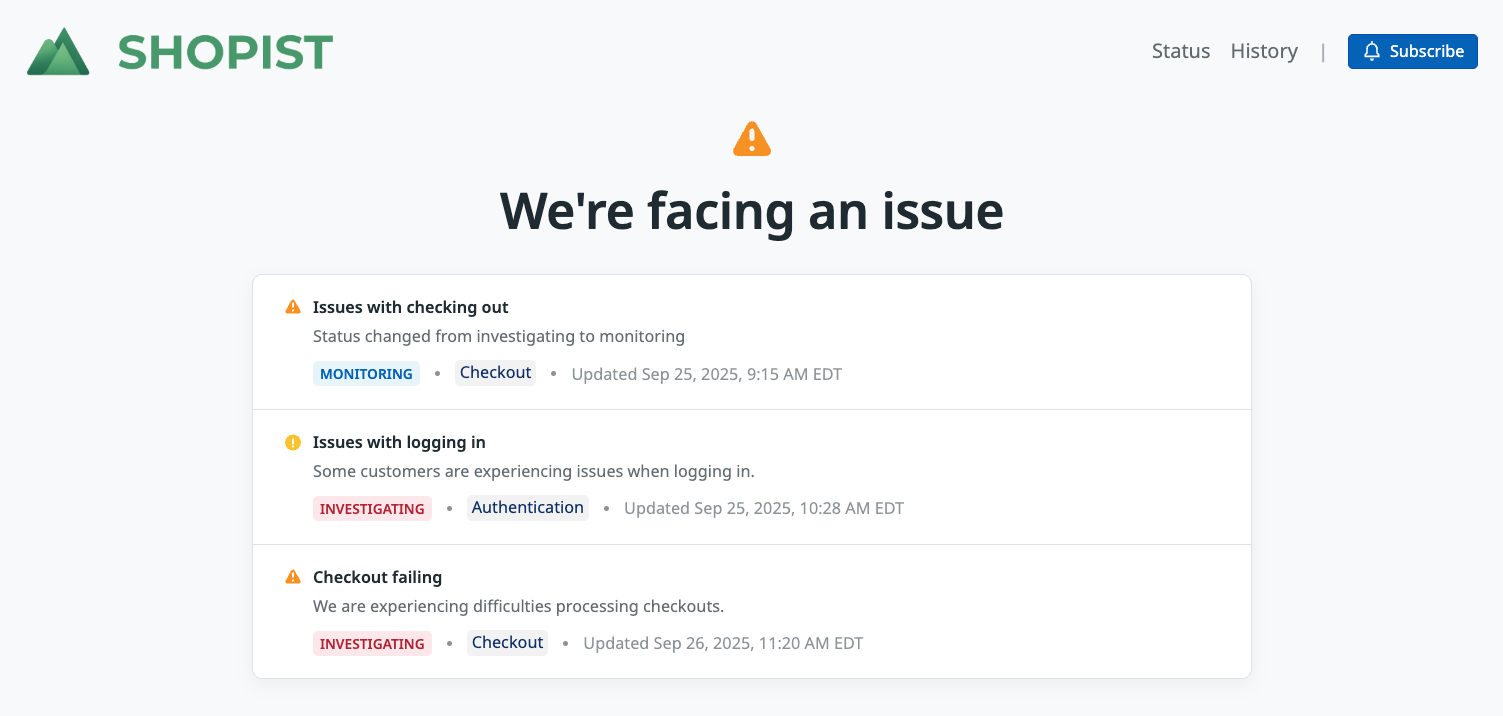 SHOPIST
Status History | Subscribe
We're facing an issue
Issues with checking out
Status changed from investigating to monitoring
MONITORING • Checkout • Updated Sep 25, 2025, 9:15 AM EDT
Issues with logging in
Some customers are experiencing issues when logging in.
INVESTIGATING • Authentication • Updated Sep 25, 2025, 10:28 AM EDT
Checkout failing
We are experiencing difficulties processing checkouts.
INVESTIGATING • Checkout • Updated Sep 26, 2025, 11:20 AM EDT